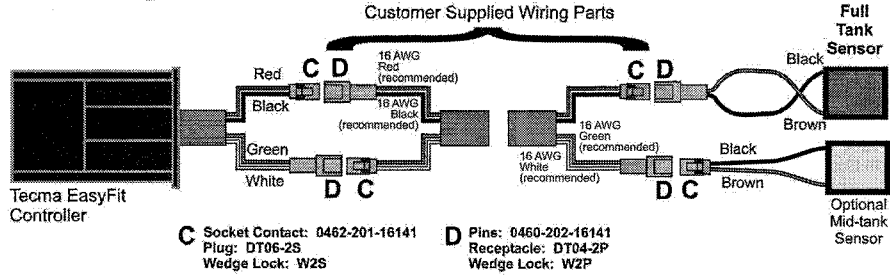 Customer Supplied Wiring Parts
Full
Tank
Sensor
Red
Black
C D
16 AWG
Red
(recommended)
16 AWG
Black
(recommended)
C D
Black
Brown
Green
White
D C
16 AWG
Green
(recommended)
16 AWG
White
(recommended)
D C
Black
Brown
Tecma EasyFit
Controller
Optional
Mid-tank
Sensor
C Socket Contact: 0462-201-16141
Plug: DT06-2S
Wedge Lock: W2S
D Pins: 0460-202-16141
Receptacle: DT04-2P
Wedge Lock: W2P